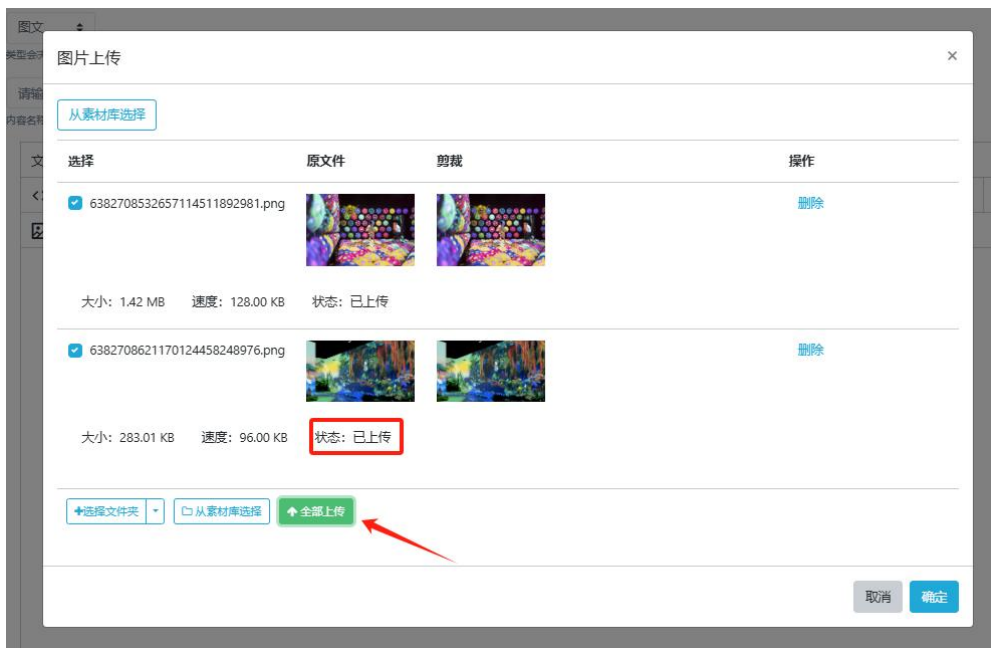 图文
类型会
图片上传
×
请输
内容名称
从素材库选择
文
选择 原文件 剪裁 操作
638270853265711451​1892981.png 删除
大小：1.42 MB 速度：128.00 KB 状态：已上传
6382708621170124458248976.png 删除
大小：283.01 KB 速度：96.00 KB 状态：已上传
+选择文件夹 从素材库选择 全部上传
取消 确定